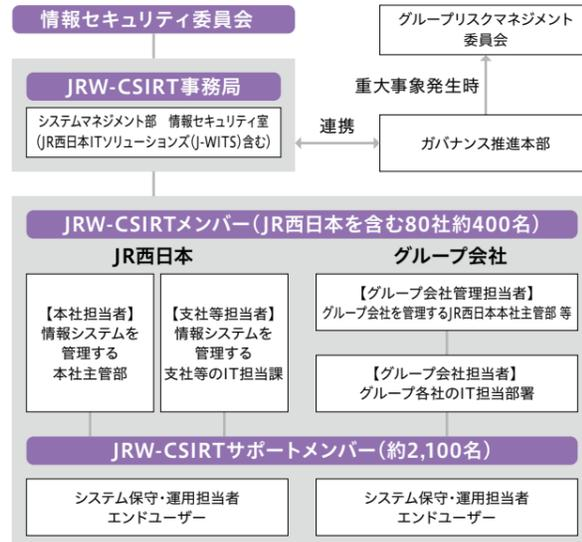 情報セキュリティ委員会
グループリスクマネジメント
委員会
JRW-CSIRT事務局
システムマネジメント部　情報セキュリティ室
(JR西日本ITソリューションズ(J-WITS)含む)
連携
重大事象発生時
ガバナンス推進本部
JRW-CSIRTメンバー(JR西日本を含む80社約400名)
JR西日本
グループ会社
【本社担当者】
情報システムを
管理する
本社主管部
【支社等担当者】
情報システムを
管理する
支社等のIT担当課
【グループ会社管理担当者】
グループ会社を管理するJR西日本本社主管部 等
【グループ会社担当者】
グループ各社のIT担当部署
JRW-CSIRTサポートメンバー(約2,100名)
システム保守・運用担当者
エンドユーザー
システム保守・運用担当者
エンドユーザー